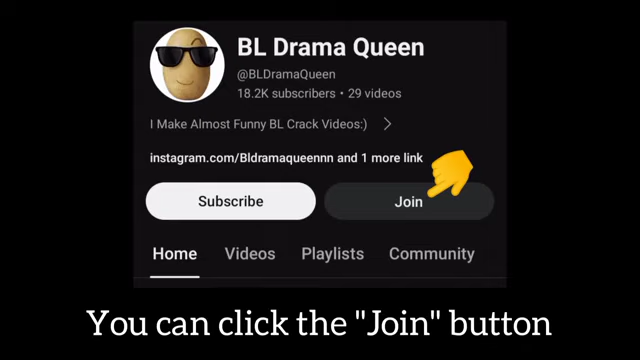 BL Drama Queen
@BLDramaQueen
18.2K subscribers • 29 videos
I Make Almost Funny BL Crack Videos:)
instagram.com/Bldramaqueennn and 1 more link
Subscribe Join
Home Videos Playlists Community
You can click the "Join" button